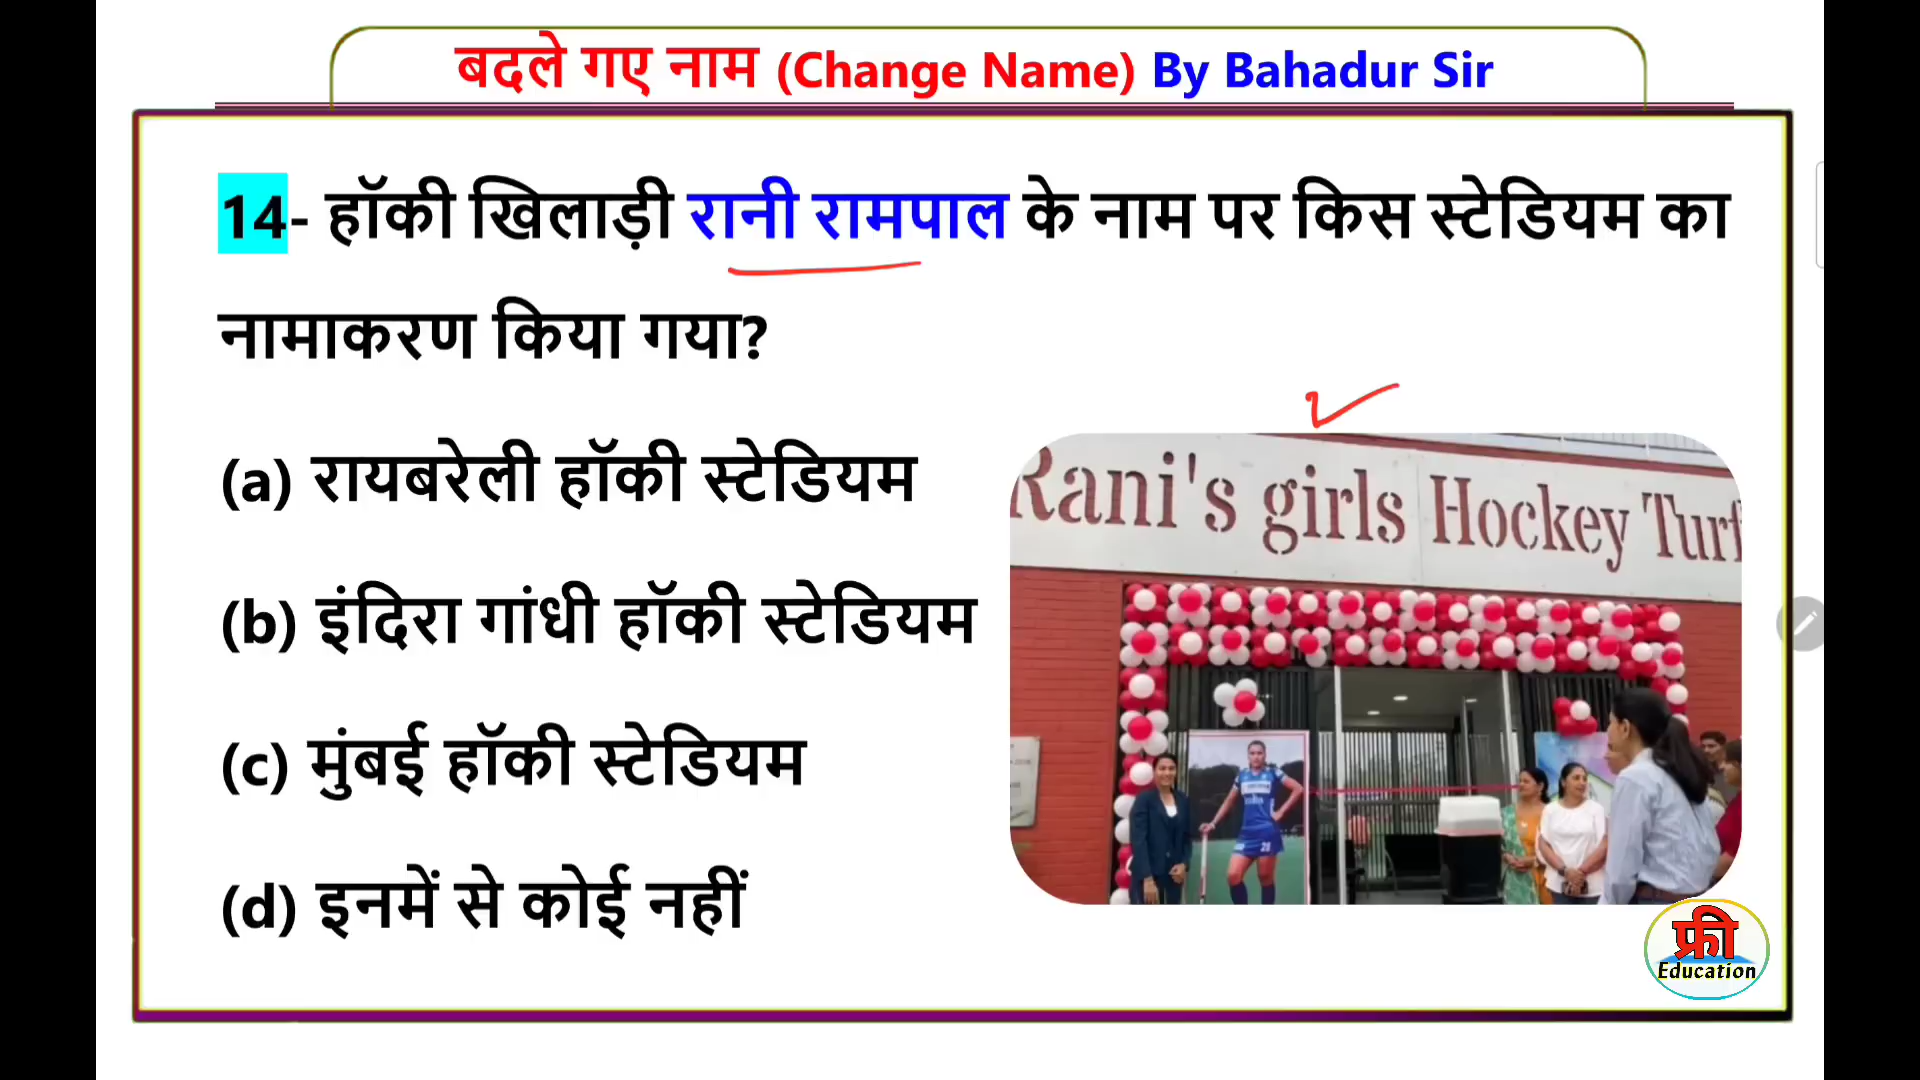 बदले गए नाम (Change Name) By Bahadur Sir
14- हॉकी खिलाड़ी रानी रामपाल के नाम पर किस स्टेडियम का
नामाकरण किया गया?
(a) रायबरेली हॉकी स्टेडियम
(b) इंदिरा गांधी हॉकी स्टेडियम
(c) मुंबई हॉकी स्टेडियम
(d) इनमें से कोई नहीं
Rani's girls Hockey Turf
फ्री
Education